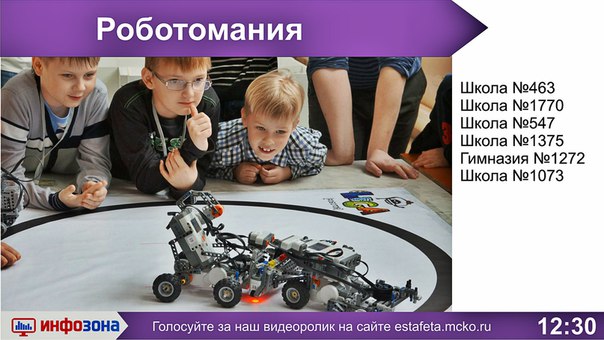 Роботомания
Школа №463
Школа №1770
Школа №547
Школа №1375
Гимназия №1272
Школа №1073
ИНФОЗОНА
Голосуйте за наш видеоролик на сайте estafeta.mcko.ru
12:30